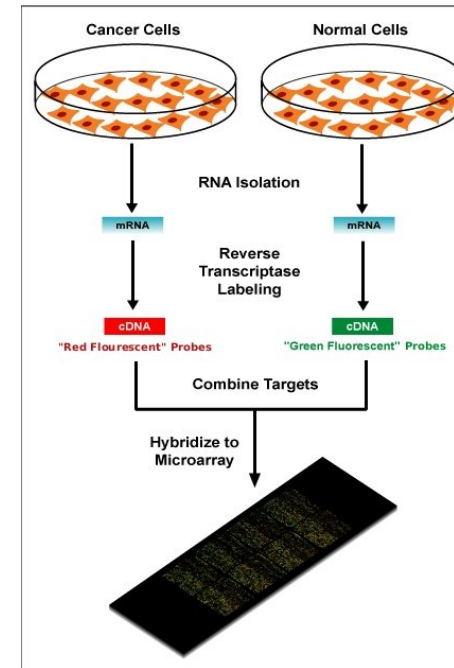 Cancer Cells
Normal Cells
RNA Isolation
mRNA
mRNA
Reverse
Transcriptase
Labeling
cDNA
cDNA
"Red Flourescent" Probes
"Green Fluorescent" Probes
Combine Targets
Hybridize to
Microarray